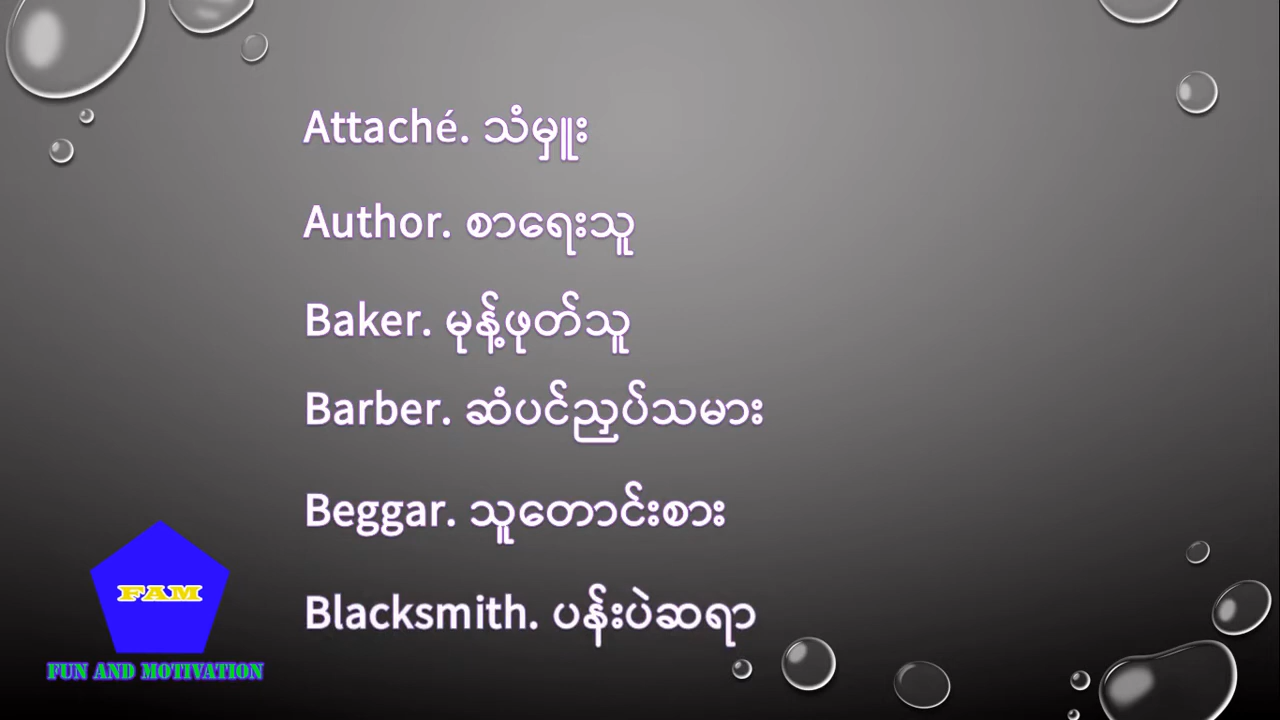 Attaché. သံမှူး
Author. စာရေးသူ
Baker. မုန့်ဖုတ်သူ
Barber. ဆံပင်ညှပ်သမား
Beggar. သူတောင်းစား
Blacksmith. ပန်းပဲဆရာ
FAM
FUN AND MOTIVATION